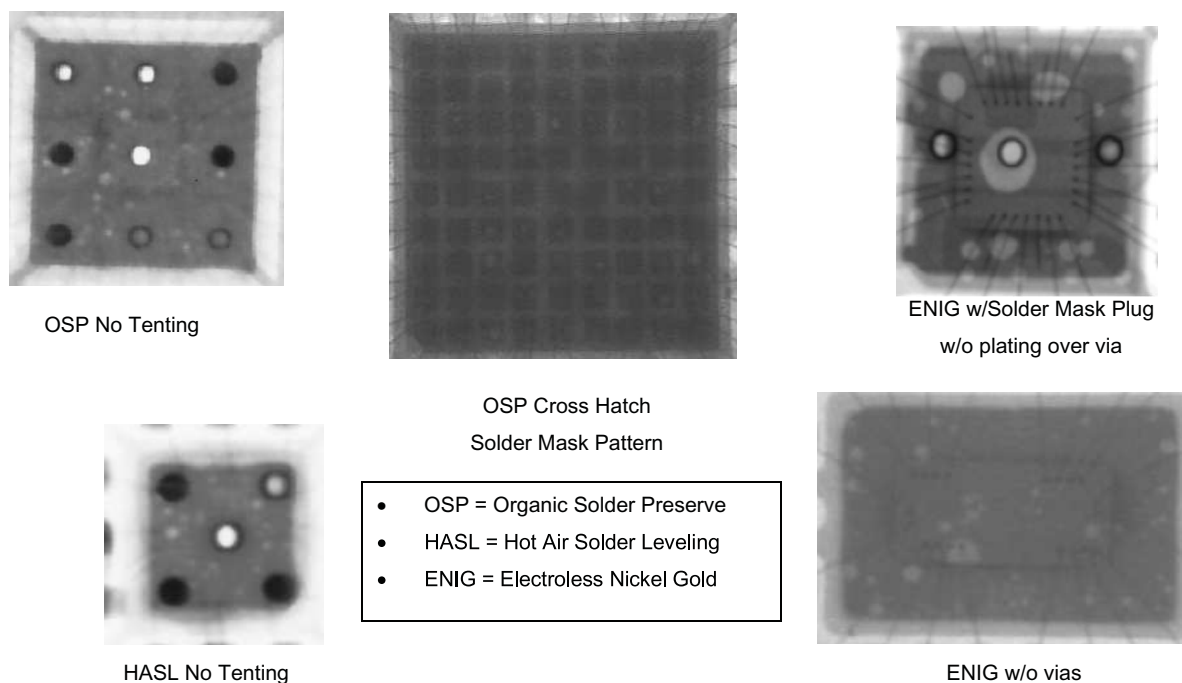 OSP No Tenting
OSP Cross Hatch
Solder Mask Pattern
ENIG w/Solder Mask Plug
w/o plating over via
HASL No Tenting
• OSP = Organic Solder Preserve
• HASL = Hot Air Solder Leveling
• ENIG = Electroless Nickel Gold
ENIG w/o vias